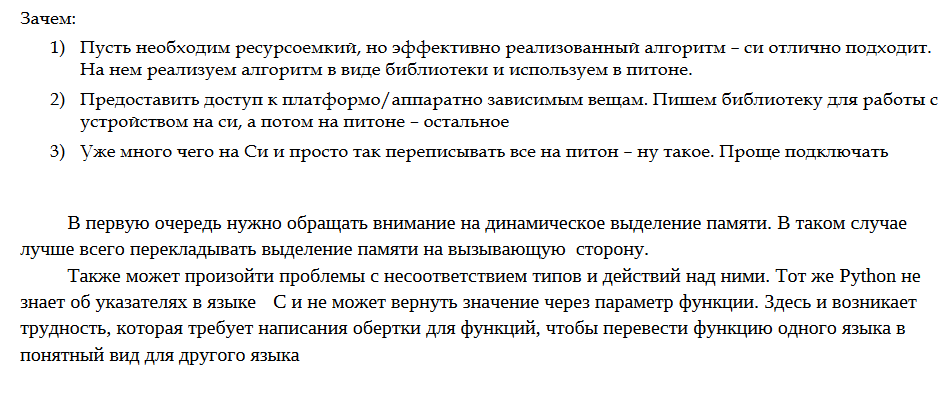 Зачем:
1) Пусть необходим ресурсоемкий, но эффективно реализованный алгоритм – си отлично подходит.
На нем реализуем алгоритм в виде библиотеки и используем в питоне.
2) Предоставить доступ к платформо/аппаратно зависимым вещам. Пишем библиотеку для работы с
устройством на си, а потом на питоне – остальное
3) Уже много чего на Си и просто так переписывать все на питон – ну такое. Проще подключать
В первую очередь нужно обращать внимание на динамическое выделение памяти. В таком случае
лучше всего перекладывать выделение памяти на вызывающую сторону.
Также может произойти проблемы с несоответствием типов и действий над ними. Тот же Python не
знает об указателях в языке С и не может вернуть значение через параметр функции. Здесь и возникает
трудность, которая требует написания обертки для функций, чтобы перевести функцию одного языка в
понятный вид для другого языка